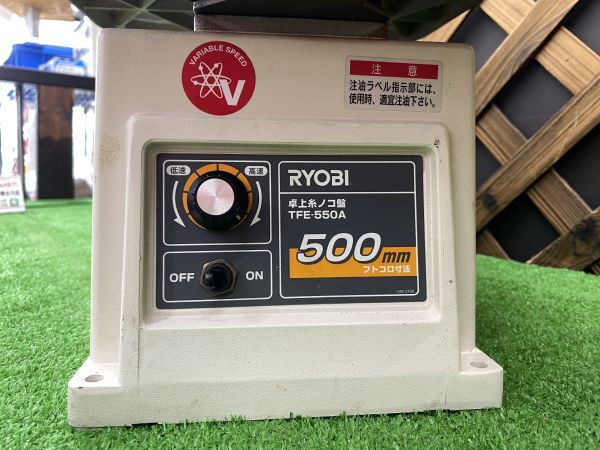 VARIABLE SPEED
V
注意
注油ラベル指示部には、
使用時、適宜注油下さい。
低速
高速
RYOBI
卓上糸ノコ盤
TFE-550A
500mm
フトコロ寸法
OFF
ON